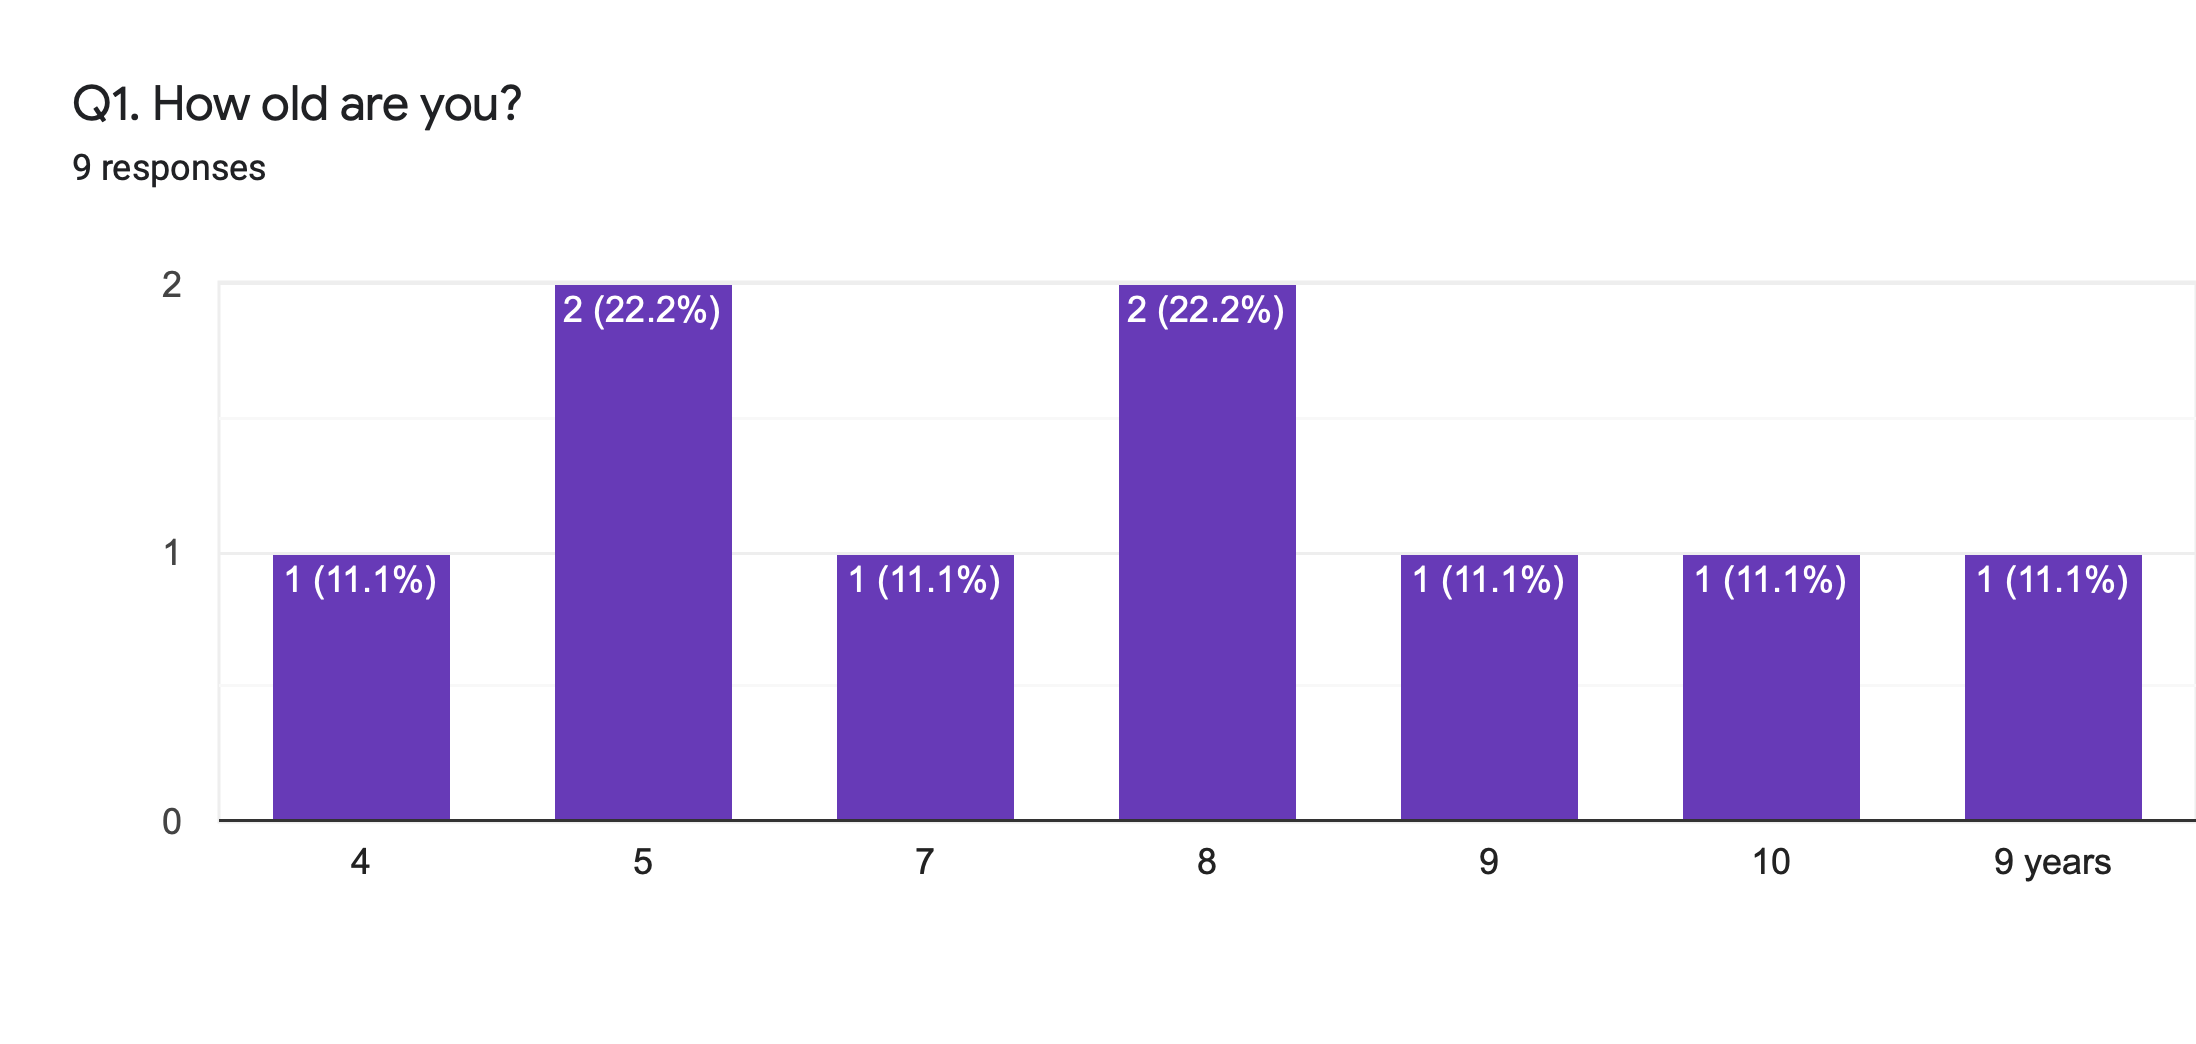 Q1. How old are you?
9 responses
2
2 (22.2%) 2 (22.2%)
1
1 (11.1%) 1 (11.1%) 1 (11.1%) 1 (11.1%) 1 (11.1%)
0
4 5 7 8 9 10 9 years